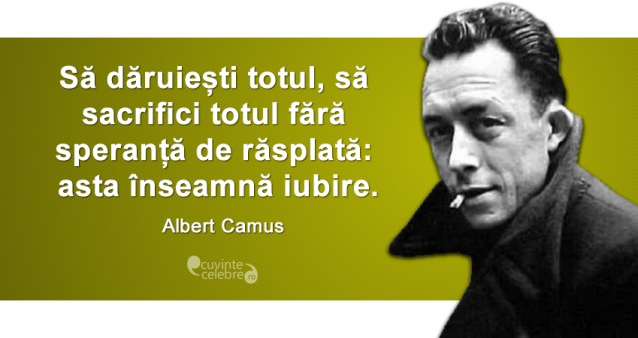 Să dăruiești totul, să
sacrifici totul fără
speranță de răsplată:
asta înseamnă iubire.
Albert Camus
cuvinte
celebre.ro